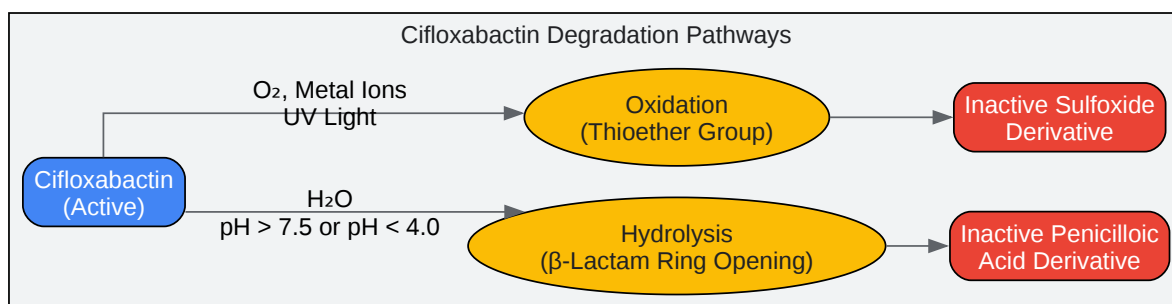 Cifloxabactin Degradation Pathways
O₂, Metal Ions
UV Light
Oxidation
(Thioether Group)
Inactive Sulfoxide
Derivative
Cifloxabactin
(Active)
H₂O
pH > 7.5 or pH < 4.0
Hydrolysis
(β-Lactam Ring Opening)
Inactive Penicilloic
Acid Derivative